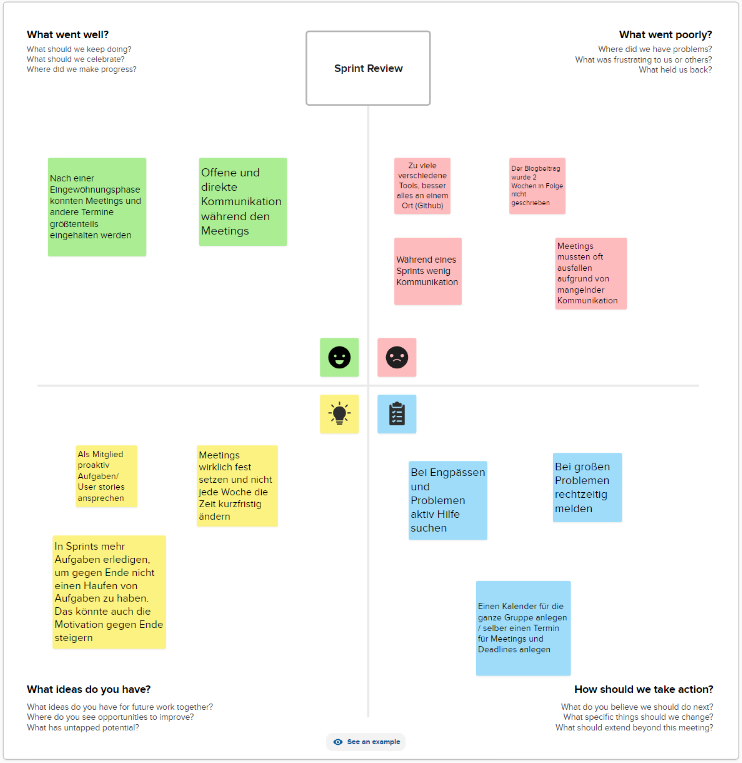 What went well?
What should we keep doing?
What should we celebrate?
Where did we make progress?
Sprint Review
What went poorly?
Where did we have problems?
What was frustrating to us or others?
What held us back?
Nach einer
Eingewöhnungsphase
konnten Meetings und
andere Termine
größtenteils
eingehalten werden
Offene und
direkte
Kommunikation
während den
Meetings
Zu viele
verschiedene
Tools, besser
alles an einem
Ort (Github)
Der Blogbeitrag
wurde 2
Wochen in Folge
nicht
geschrieben
Während eines
Sprints wenig
Kommunikation
Meetings
mussten oft
ausfallen
aufgrund von
mangelnder
Kommunikation
Als Mitglied
proaktiv
Aufgaben/
User stories
ansprechen
Meetings
wirklich fest
setzen und nicht
jede Woche die
Zeit kurzfristig
ändern
In Sprints mehr
Aufgaben erledigen,
um gegen Ende nicht
einen Haufen von
Aufgaben zu haben.
Das könnte auch die
Motivation gegen Ende
steigern
Bei Engpässen
und
Problemen
aktiv Hilfe
suchen
Bei großen
Problemen
rechtzeitig
melden
Einen Kalender für die
ganze Gruppe anlegen
/ selber einen Termin
für Meetings und
Deadlines anlegen
What ideas do you have?
What ideas do you have for future work together?
Where do you see opportunities to improve?
What has untapped potential?
How should we take action?
What do you believe we should do next?
What specific things should we change?
What should extend beyond this meeting?
See an example